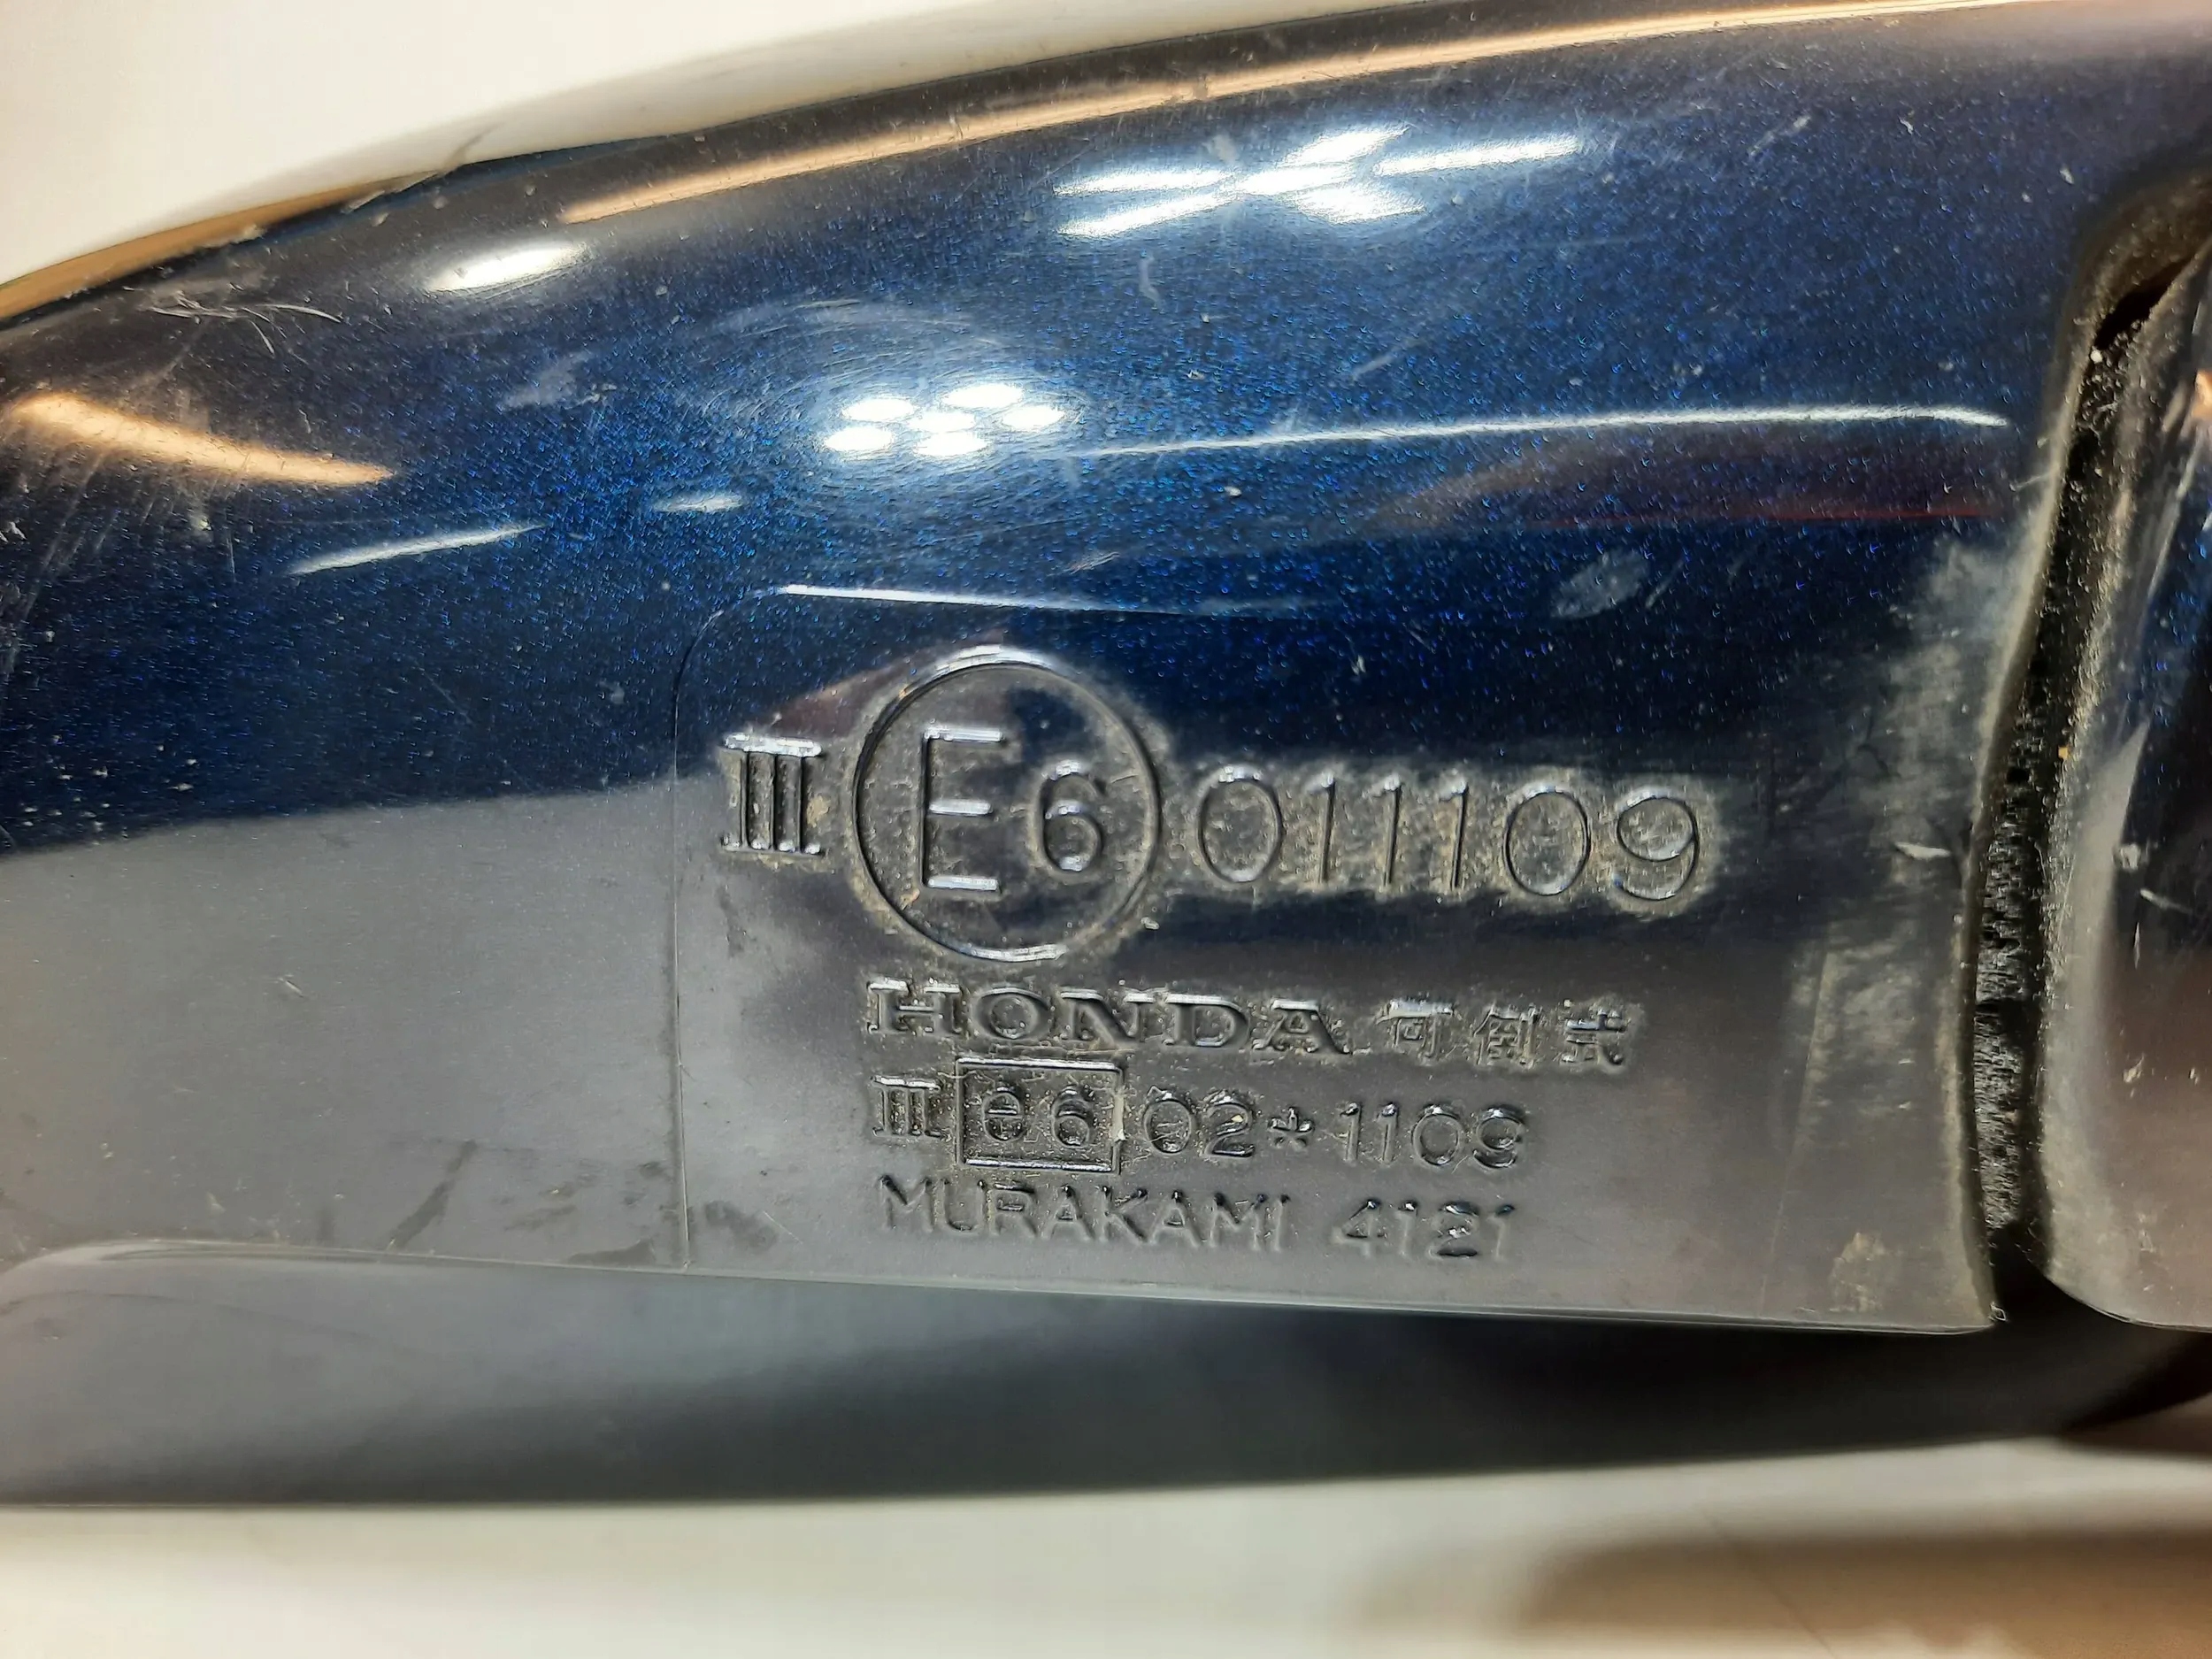 III E6 011109
HONDA 可倒式
III e6 02*1109
MURAKAMI 4121